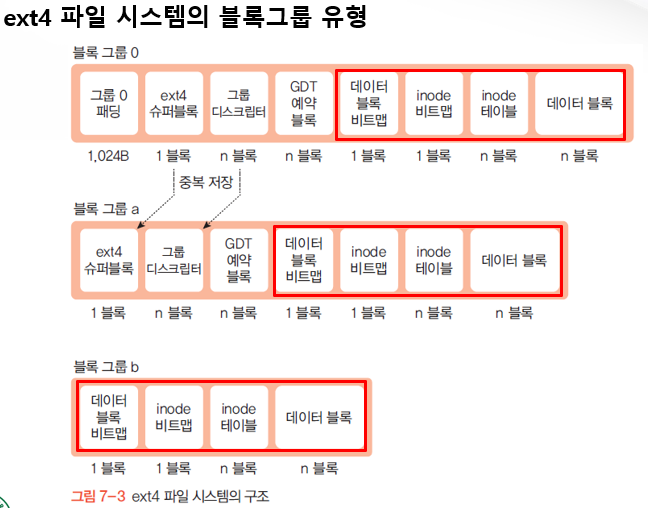 ext4 파일 시스템의 블록그룹 유형
블록 그룹 0
그룹 0
패딩
ext4
슈퍼블록
그룹
디스크립터
GDT
예약
블록
데이터
블록
비트맵
inode
비트맵
inode
테이블
데이터 블록
1,024B
1 블록
n 블록
n 블록
1 블록
1 블록
n 블록
n 블록
중복 저장
블록 그룹 a
ext4
슈퍼블록
그룹
디스크립터
GDT
예약
블록
데이터
블록
비트맵
inode
비트맵
inode
테이블
데이터 블록
1 블록
n 블록
n 블록
1 블록
1 블록
n 블록
n 블록
블록 그룹 b
데이터
블록
비트맵
inode
비트맵
inode
테이블
데이터 블록
1 블록
1 블록
n 블록
n 블록
그림 7-3 ext4 파일 시스템의 구조